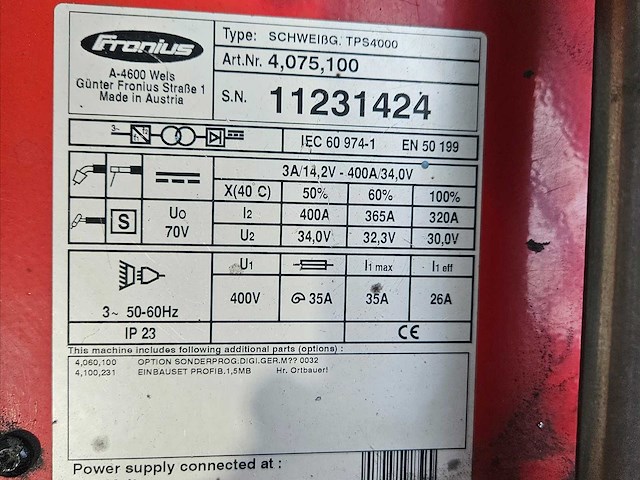 Fronius
A-4600 Wels
Günter Fronius Straße 1
Made in Austria
Type: SCHWEIßG. TPS4000
Art.Nr. 4,075,100
S.N. 11231424
3~ f1 f2 IEC 60 974-1 EN 50 199
3A/14,2V - 400A/34,0V
X(40 C) 50% 60% 100%
S U0 70V
I2 400A 365A 320A
U2 34,0V 32,3V 30,0V
U1 I1 max I1 eff
400V 35A 35A 26A
3~ 50-60Hz
IP 23 CE
This machine includes following additional parts (options) :
4,060,100 OPTION SONDERPROG.DIGI.GER.M?? 0032
4,100,231 EINBAUSET PROFIB.1,5MB Hr. Ortbauer!
Power supply connected at :